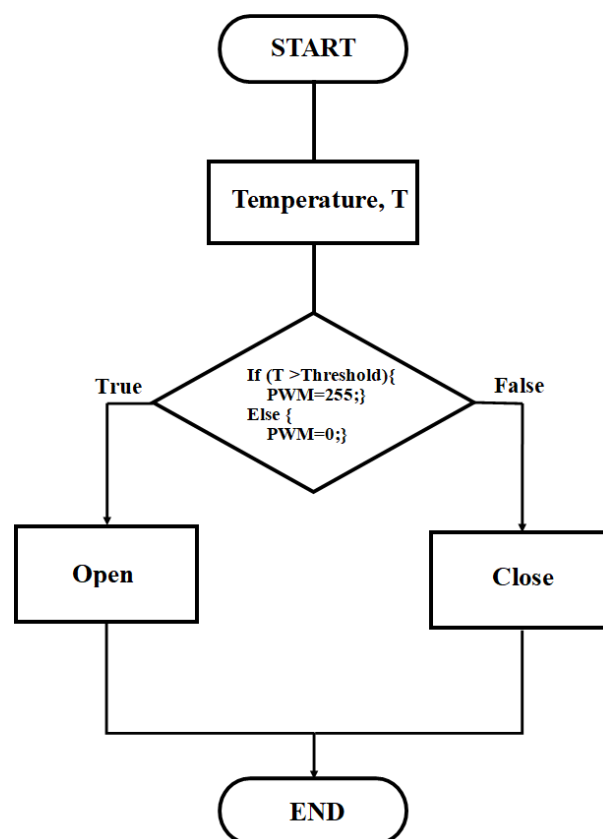 START
Temperature, T
If (T >Threshold){
PWM=255;}
Else {
PWM=0;}
True
False
Open
Close
END